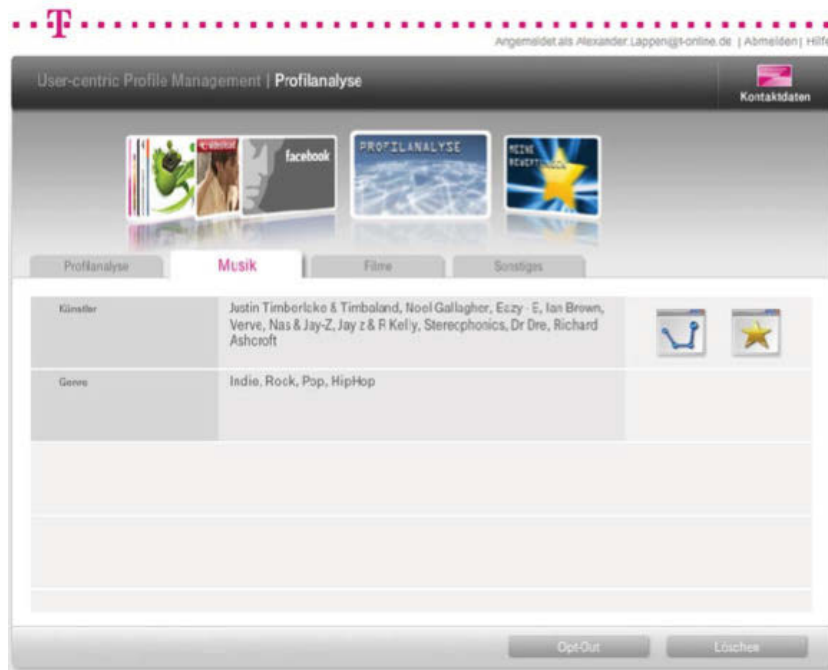 T
Angemeldet als Alexander.Lappen@t-online.de | Abmelden | Hilfe
User-centric Profile Management | Profilanalyse
Kontaktdaten
facebook
PROFILANALYSE
MEINE
BEWERTUNGEN
Profilanalyse
Musik
Filme
Sonstiges
Künstler
Justin Timberlake & Timbaland, Noel Gallagher, Eazy-E, Ian Brown,
Verve, Nas & Jay-Z, Jay z & R Kelly, Stereophonics, Dr Dre, Richard
Ashcroft
Genre
Indie, Rock, Pop, HipHop
Opt-Out
Löschen